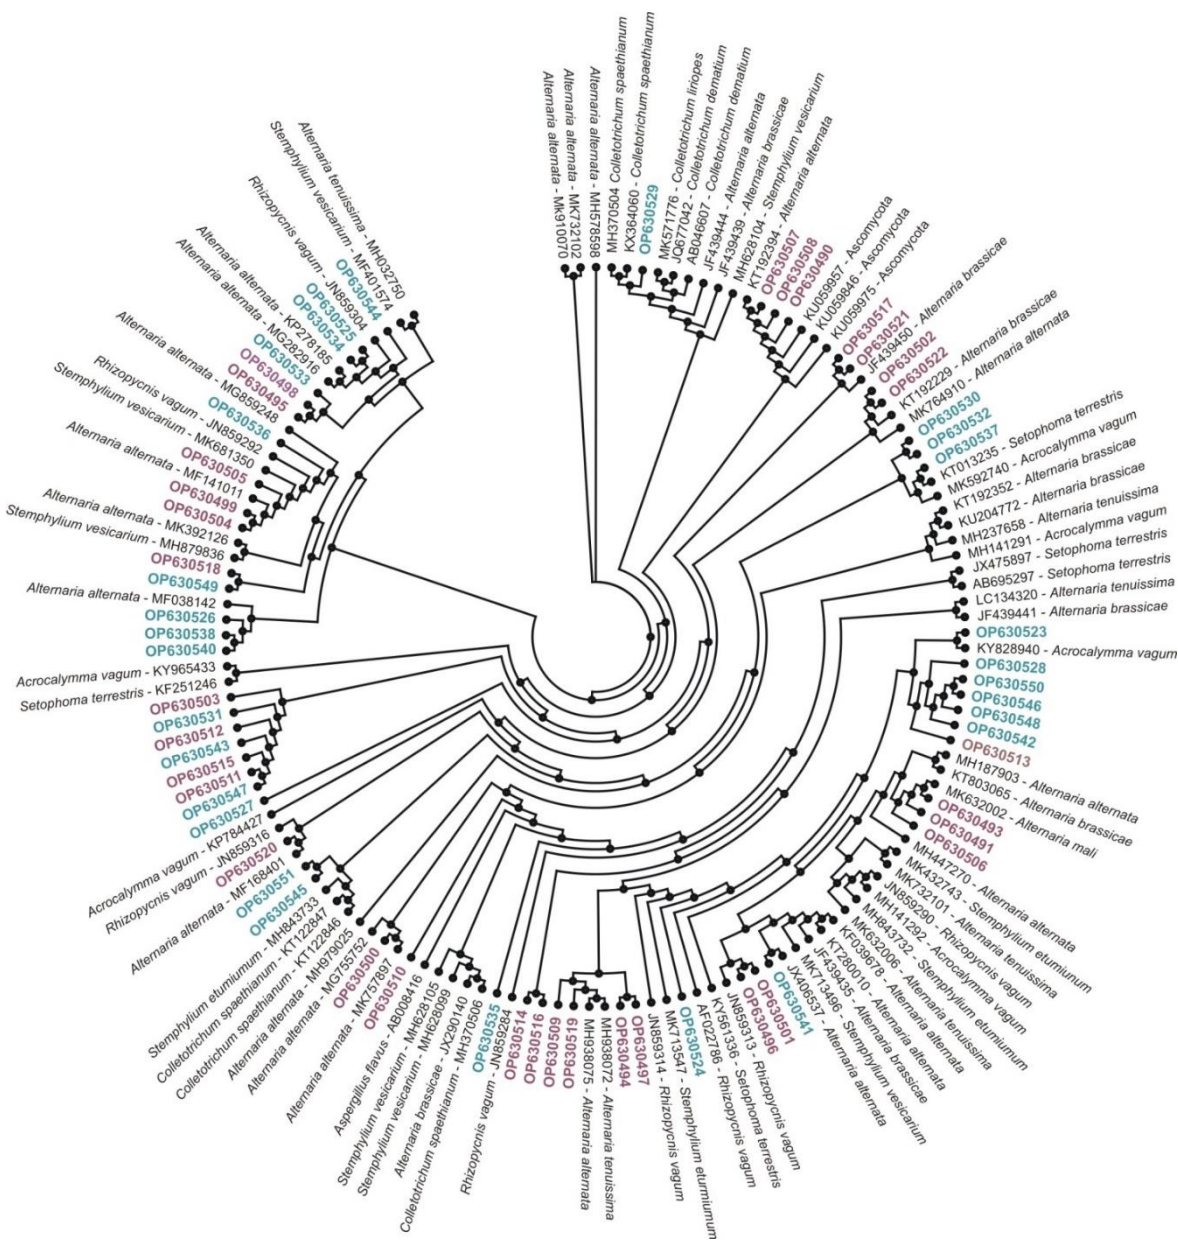 Alternaria alternata - Mk910070
Alternaria alternata - MK732102
Alternaria alternata - MH578598
MH370504 Colletotrichum spaethianum
KX364060 - Colletotrichum spaethianum
OP630529
MK571776 - Colletotrichum liriopes
JQ677042 - Colletotrichum dematium
AB046607 - Colletotrichum dematium
JF439444 - Alternaria alternata
JF439439 - Alternaria brassicae
MH628104 - Stemphylium vesicarium
KT192394 - Alternaria alternata
OP630507
OP630508
OP630490
KU059957 - Ascomycota
KU059846 - Ascomycota
KU059975 - Ascomycota
OP630517
OP630521
JF439450 - Alternaria brassicae
OP630502
OP630522
KT192229 - Alternaria brassicae
MK764910 - Alternaria alternata
OP630530
OP630532
OP630537
KT013235 - Setophoma terrestris
MK592740 - Acrocalymma vagum
KT192352 - Alternaria brassicae
KU204772 - Alternaria brassicae
MH237658 - Alternaria tenuissima
MH141291 - Acrocalymma vagum
JX475897 - Setophoma terrestris
AB695297 - Setophoma terrestris
LC134320 - Alternaria tenuissima
JF439441 - Alternaria brassicae
OP630523
KY828940 - Acrocalymma vagum
OP630528
OP630550
OP630546
OP630548
OP630542
OP630513
MH187903 - Alternaria alternata
KT803065 - Alternaria brassicae
MK632002 - Alternaria mali
OP630493
OP630491
OP630506
MH447270 - Alternaria alternata
MK432743 - Stemphylium eturmiunum
MK732101 - Alternaria tenuissima
JN859290 - Rhizopycnis vagum
MH141292 - Acrocalymma vagum
MH843732 - Stemphylium eturmiunum
MK632006 - Alternaria tenuissima
KF039678 - Alternaria alternata
KT280010 - Alternaria alternata
JF439435 - Alternaria brassicae
MK713496 - Stemphylium vesicarium
JX406537 - Alternaria alternata
OP630541
OP630501
OP630496
JN859313 - Rhizopycnis vagum
KY561336 - Setophoma terrestris
AF022786 - Rhizopycnis vagum
OP630524
MK713547 - Stemphylium eturmiumum
JN859314 - Rhizopycnis vagum
OP630497
OP630494
MH938072 - Alternaria tenuissima
MH938075 - Alternaria alternata
OP630519
OP630509
OP630516
OP630514
Rhizopycnis vagum - JN859284
OP630535
Colletotrichum spaethianum - MH370506
Alternaria brassicae - JX290140
Stemphylium vesicarium - MH628099
Stemphylium vesicarium - MH628105
Aspergillus flavus - AB008416
OP630510
Alternaria alternata - MK757897
OP630500
Alternaria alternata - MG755752
Alternaria alternata - MH979025
Colletotrichum spaethianum - KT122846
Colletotrichum spaethianum - KT122847
Stemphylium etumiunum - MH843733
OP630545
OP630551
Alternaria alternata - MF168401
OP630520
Rhizopycnis vagum - JN859316
Acrocalymma vagum - KP784427
OP630527
OP630547
OP630511
OP630515
OP630543
OP630512
OP630531
OP630503
Setophoma terrestris - KF251246
Acrocalymma vagum - KY965433
OP630540
OP630538
OP630526
Alternaria alternata - MF038142
OP630549
OP630518
Stemphylium vesicarium - MH879836
Alternaria alternata - MK392126
OP630504
OP630499
Alternaria alternata - MF141011
OP630505
Stemphylium vesicarium - MK681350
Rhizopycnis vagum - JN859292
OP630536
Alternaria alternata - MG859248
OP630495
OP630498
OP630533
Alternaria alternata - MG282916
Alternaria alternata - KP278185
OP630534
OP630525
Rhizopycnis vagum - JN859304
OP630544
Stemphylium vesicarium - MF401574
Alternaria tenuissima - MH032750